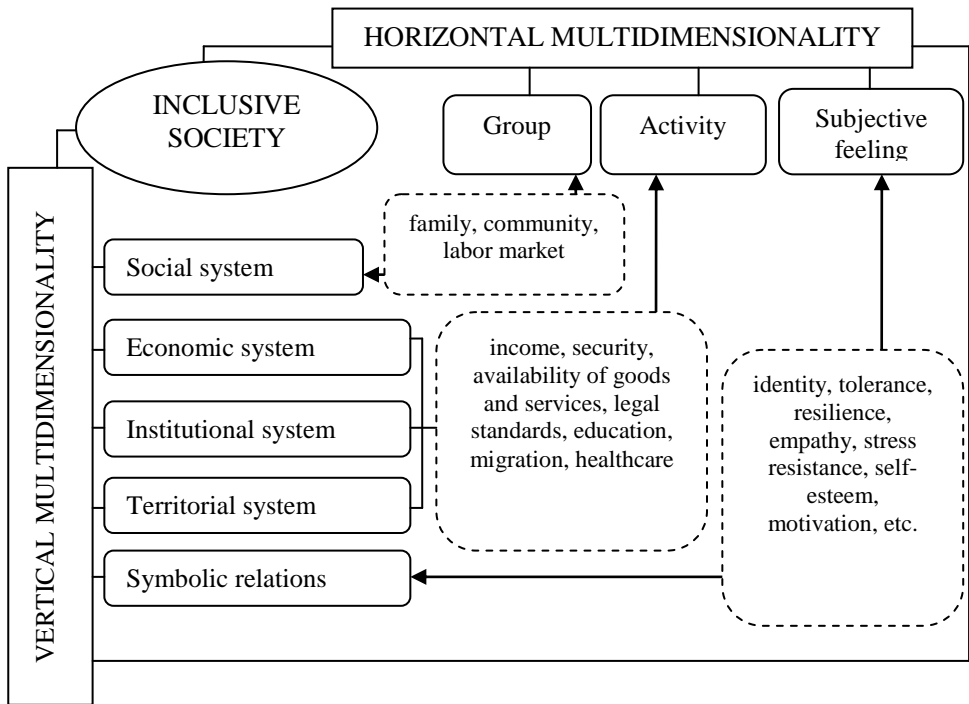 HORIZONTAL MULTIDIMENSIONALITY
INCLUSIVE
SOCIETY
Group
Activity
Subjective
feeling
VERTICAL MULTIDIMENSIONALITY
family, community,
labor market
Social system
Economic system
Institutional system
Territorial system
Symbolic relations
income, security,
availability of goods
and services, legal
standards, education,
migration, healthcare
identity, tolerance,
resilience,
empathy, stress
resistance, self-
esteem,
motivation, etc.